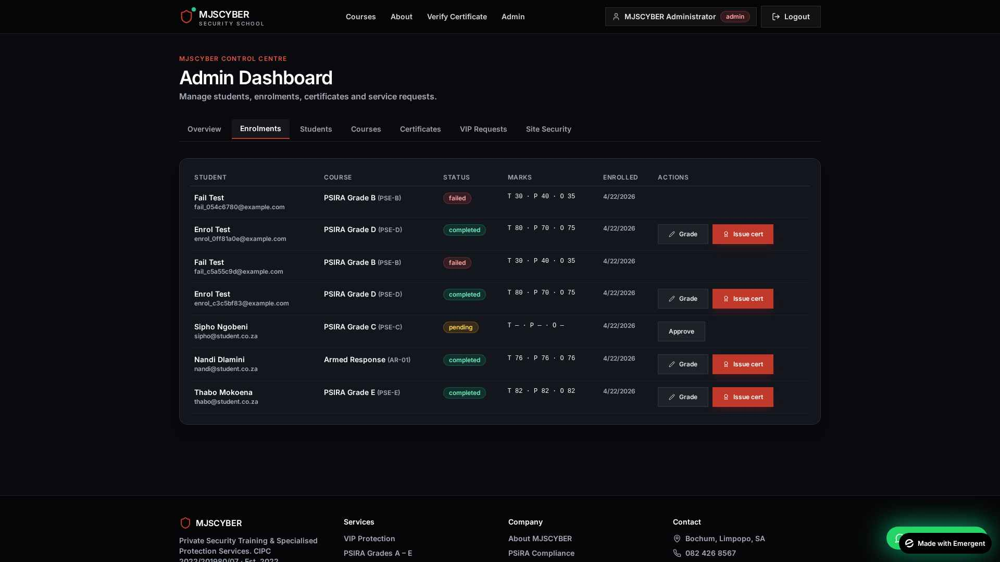 MJSCYBER
SECURITY SCHOOL
Courses
About
Verify Certificate
Admin
MJSCYBER Administrator
admin
Logout
MJSCYBER CONTROL CENTRE
Admin Dashboard
Manage students, enrolments, certificates and service requests.
Overview
Enrolments
Students
Courses
Certificates
VIP Requests
Site Security
STUDENT COURSE STATUS MARKS ENROLLED ACTIONS
Fail Test PSIRA Grade B (PSE-B) failed T 30 · P 40 · O 35 4/22/2026
fail_054c6780@example.com
Enrol Test PSIRA Grade D (PSE-D) completed T 80 · P 70 · O 75 4/22/2026 Grade Issue cert
enrol_0ff81a0e@example.com
Fail Test PSIRA Grade B (PSE-B) failed T 30 · P 40 · O 35 4/22/2026
fail_c5a55c9d@example.com
Enrol Test PSIRA Grade D (PSE-D) completed T 80 · P 70 · O 75 4/22/2026 Grade Issue cert
enrol_c3c5bf83@example.com
Sipho Ngobeni PSIRA Grade C (PSE-C) pending T — · P — · O — 4/22/2026 Approve
sipho@student.co.za
Nandi Dlamini Armed Response (AR-01) completed T 76 · P 76 · O 76 4/22/2026 Grade Issue cert
nandi@student.co.za
Thabo Mokoena PSIRA Grade E (PSE-E) completed T 82 · P 82 · O 82 4/22/2026 Grade Issue cert
thabo@student.co.za
MJSCYBER
Private Security Training & Specialised
Protection Services. CIPC
2022/201980/07 · Est. 2022
Services
VIP Protection
PSIRA Grades A – E
Company
About MJSCYBER
PSiRA Compliance
Contact
Bochum, Limpopo, SA
082 426 8567
Made with Emergent